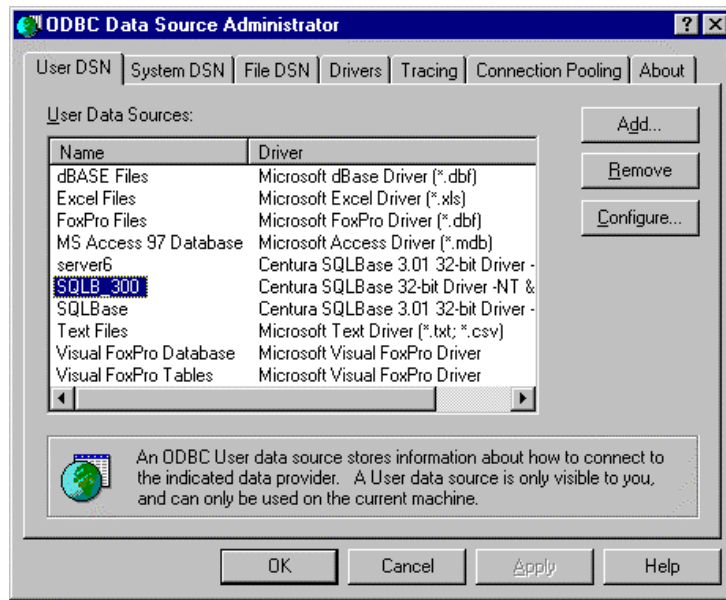 ODBC Data Source Administrator
User DSN System DSN File DSN Drivers Tracing Connection Pooling About
User Data Sources:
Add...
Name Driver
dBASE Files Microsoft dBase Driver (*.dbf)
Remove
Excel Files Microsoft Excel Driver (*.xls)
FoxPro Files Microsoft FoxPro Driver (*.dbf)
Configure...
MS Access 97 Database Microsoft Access Driver (*.mdb)
server6 Centura SQLBase 3.01 32-bit Driver -
SQLB_300 Centura SQLBase 32-bit Driver -NT &
SQLBase Centura SQLBase 3.01 32-bit Driver -
Text Files Microsoft Text Driver (*.txt; *.csv)
Visual FoxPro Database Microsoft Visual FoxPro Driver
Visual FoxPro Tables Microsoft Visual FoxPro Driver
An ODBC User data source stores information about how to connect to
the indicated data provider. A User data source is only visible to you,
and can only be used on the current machine.
OK Cancel Apply Help